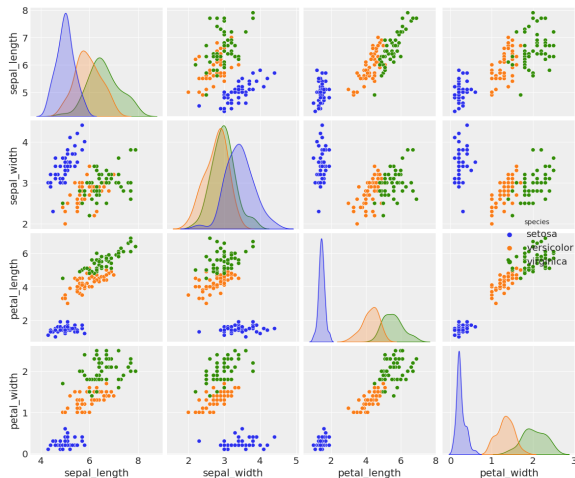 8
7
6
5
sepal_length
4
3
2
sepal_width
species
setosa
versicolor
virginica
6
4
2
petal_length
2
1
0
petal_width
4 6 8
2 3 4 5
2 4 6 8
0 1 2 3
sepal_length sepal_width petal_length petal_width